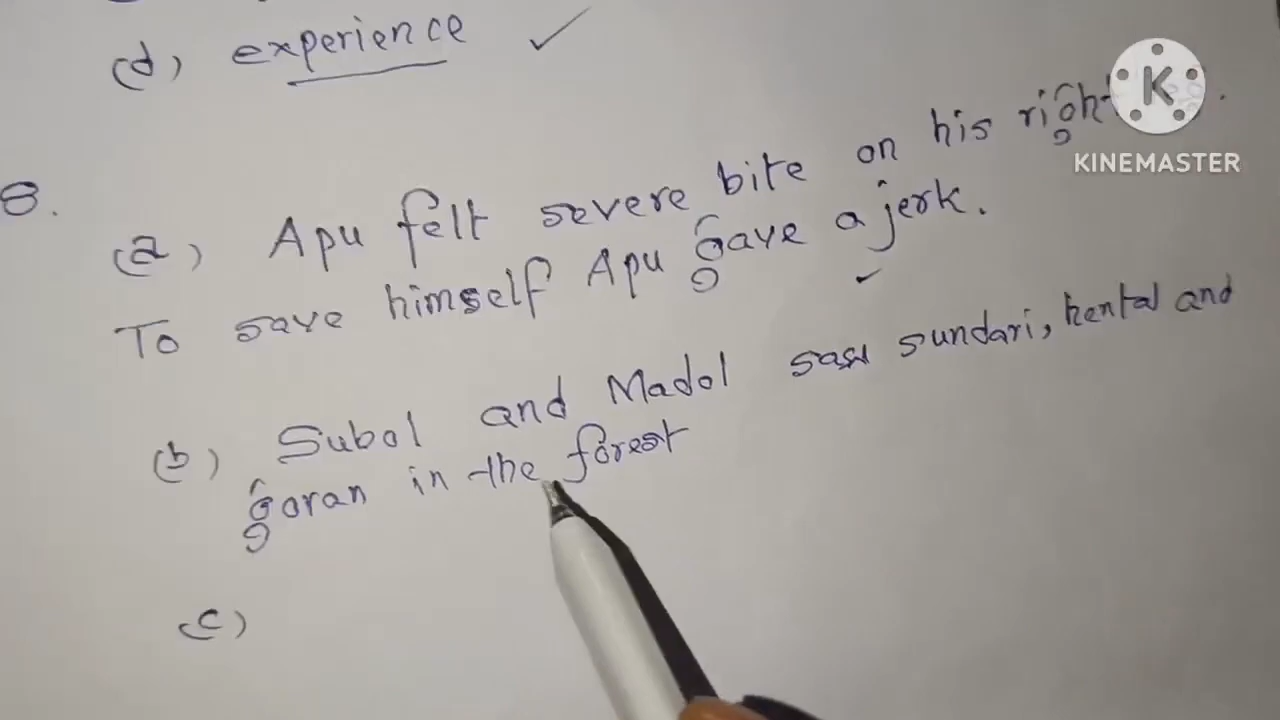 (d) experience
8.
(a) Apu felt severe bite on his right
To save himself Apu gave a jerk.
(b) Subol and Madol saw sundari, hental and
goran in the forest
(c)
K
KINEMASTER